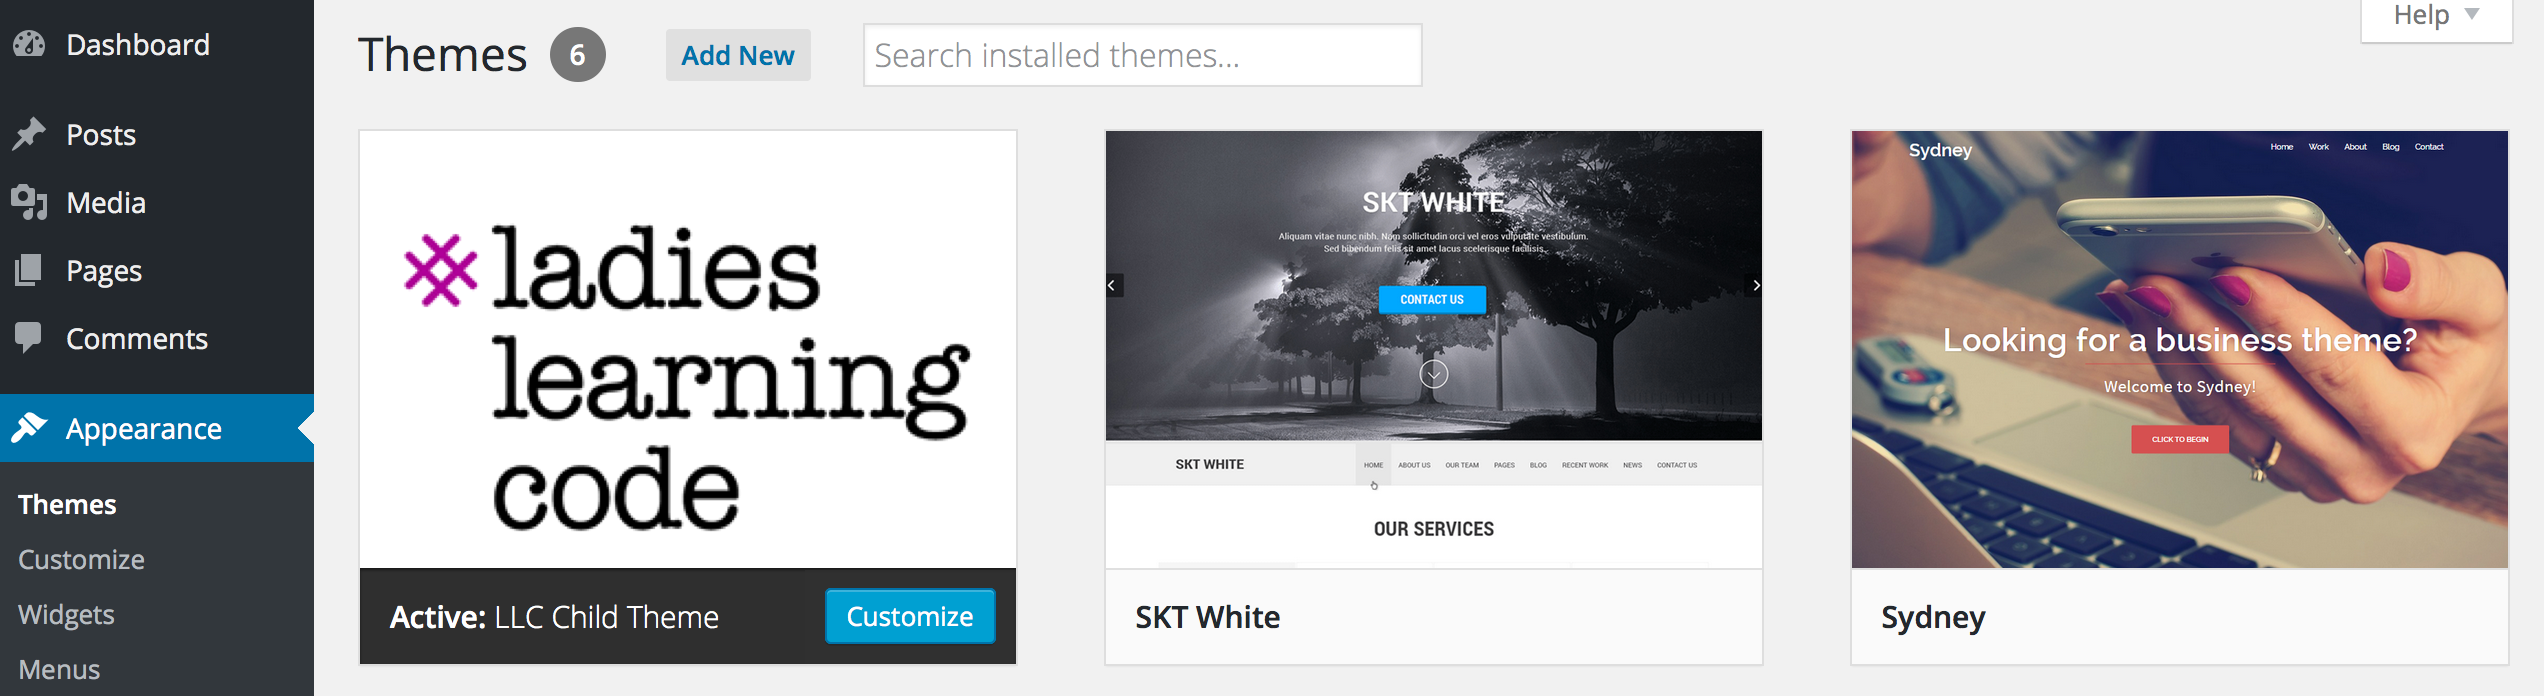 Dashboard
Posts
Media
Pages
Comments
Appearance
Themes
Customize
Widgets
Menus
Themes 6 Add New Search installed themes...
Help
ladies
learning
code
Active: LLC Child Theme Customize
SKT WHITE
Aliquam vitae nunc nibh. Nom sollicitudin orci vel eros vulputate vestibulum.
Sed bibendum felis sit amet lacus scelerisque facilisis.
CONTACT US
SKT WHITE HOME ABOUT US OUR TEAM PAGES BLOG RECENT WORK NEWS CONTACT US
OUR SERVICES
SKT White
Sydney Home Work About Blog Contact
Looking for a business theme?
Welcome to Sydney!
CLICK TO BEGIN
Sydney